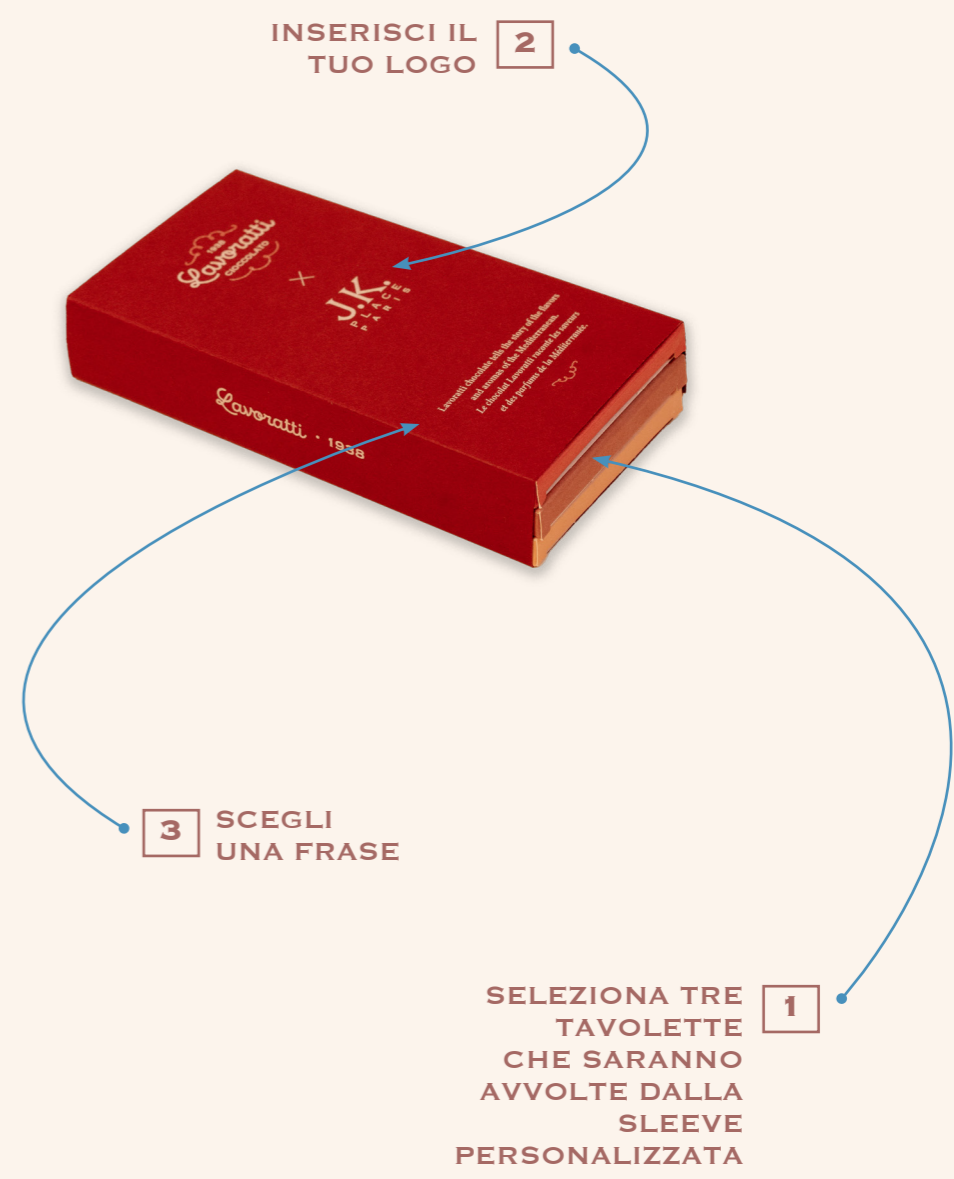 INSERISCI IL
TUO LOGO
2
1938
Lavoratti
CIOCCOLATO
X
J.K.
PLACE
PARIS
Lavoratti chocolate tells the story of the flavors
and aromas of the Mediterranean.
Le chocolat Lavoratti raconte les saveurs
et des parfums de la Méditerranée.
Lavoratti · 1938
3
SCEGLI
UNA FRASE
SELEZIONA TRE
TAVOLETTE
CHE SARANNO
AVVOLTE DALLA
SLEEVE
PERSONALIZZATA
1